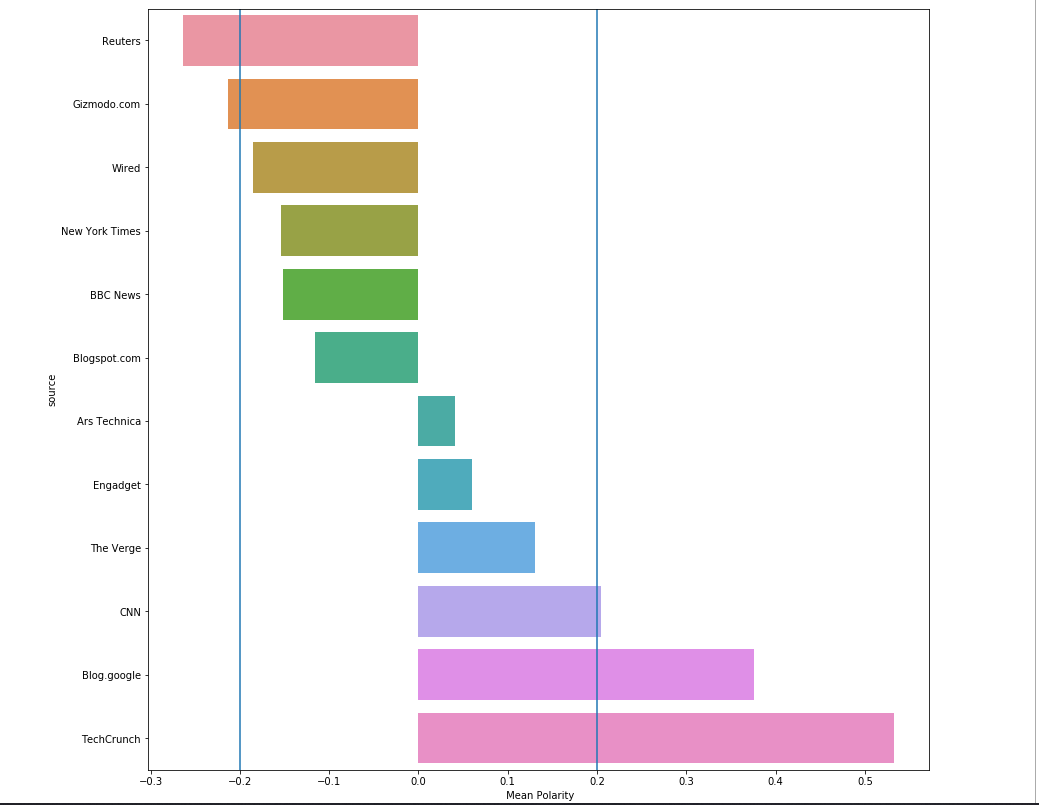 Reuters
Gizmodo.com
Wired
New York Times
BBC News
Blogspot.com
source
Ars Technica
Engadget
The Verge
CNN
Blog.google
TechCrunch
−0.3 −0.2 −0.1 0.0 0.1 0.2 0.3 0.4 0.5
Mean Polarity